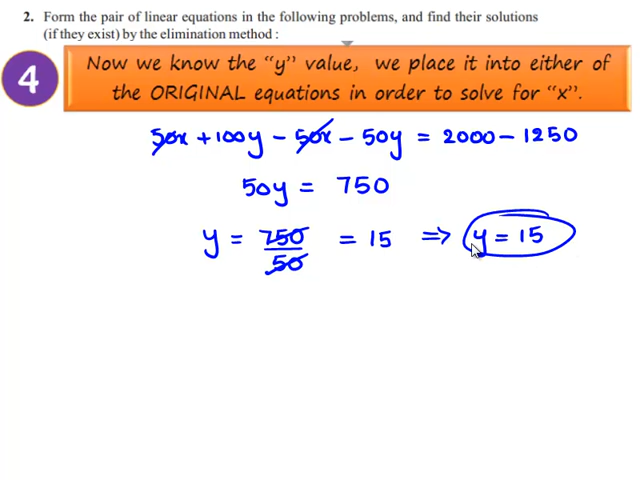 2. Form the pair of linear equations in the following problems, and find their solutions
(if they exist) by the elimination method :
4
Now we know the "y" value, we place it into either of
the ORIGINAL equations in order to solve for "x".
50x + 100y - 50x - 50y = 2000 - 1250
50y = 750
y = 750/50 = 15 ⇒ y = 15